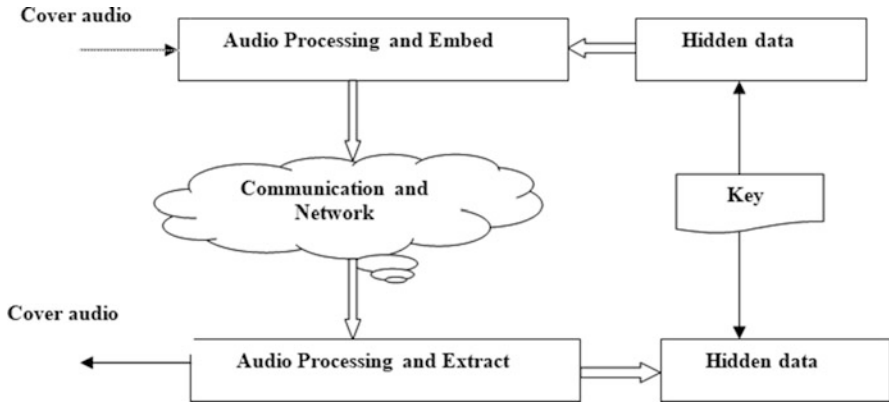 Cover audio
Audio Processing and Embed
Hidden data
Communication and
Network
Key
Cover audio
Audio Processing and Extract
Hidden data